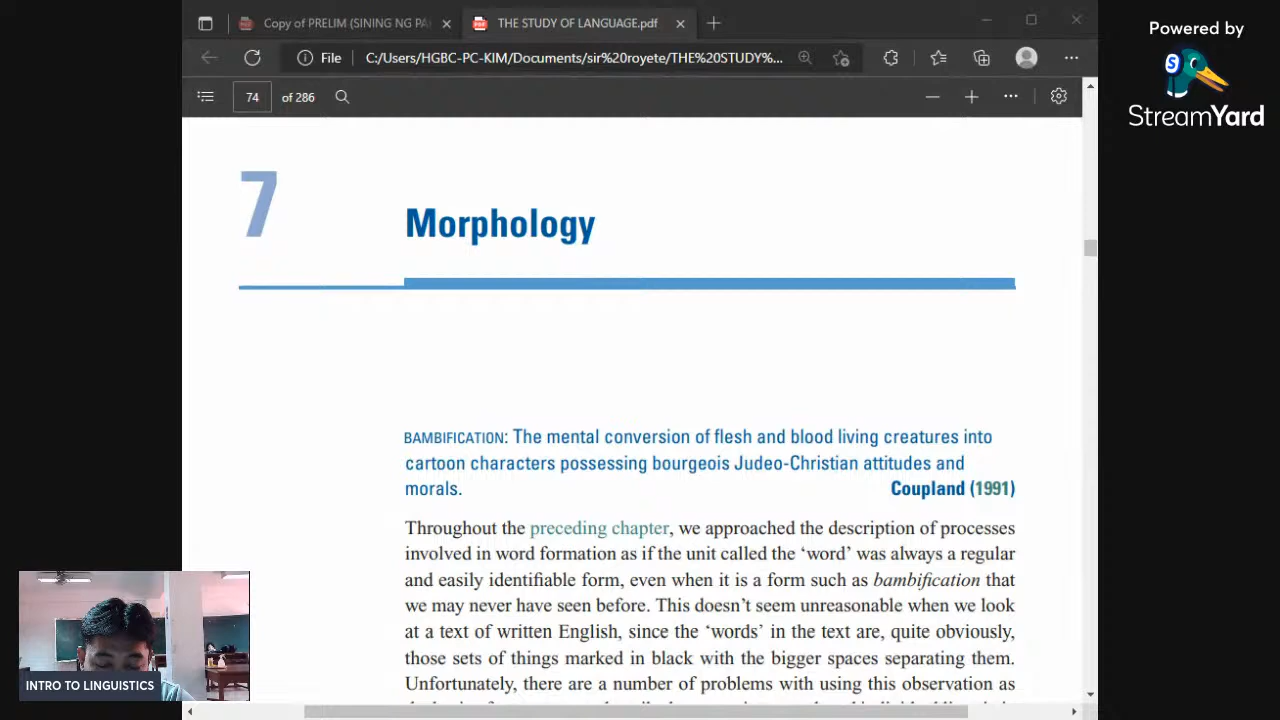 Copy of PRELIM (SINING NG PA
THE STUDY OF LANGUAGE.pdf
File
C:/Users/HGBC-PC-KIM/Documents/sir%20royete/THE%20STUDY%...
74 of 286
7
Morphology
BAMBIFICATION: The mental conversion of flesh and blood living creatures into
cartoon characters possessing bourgeois Judeo-Christian attitudes and
morals. Coupland (1991)
Throughout the preceding chapter, we approached the description of processes
involved in word formation as if the unit called the ‘word’ was always a regular
and easily identifiable form, even when it is a form such as bambification that
we may never have seen before. This doesn’t seem unreasonable when we look
at a text of written English, since the ‘words’ in the text are, quite obviously,
those sets of things marked in black with the bigger spaces separating them.
Unfortunately, there are a number of problems with using this observation as
INTRO TO LINGUISTICS
Powered by
StreamYard